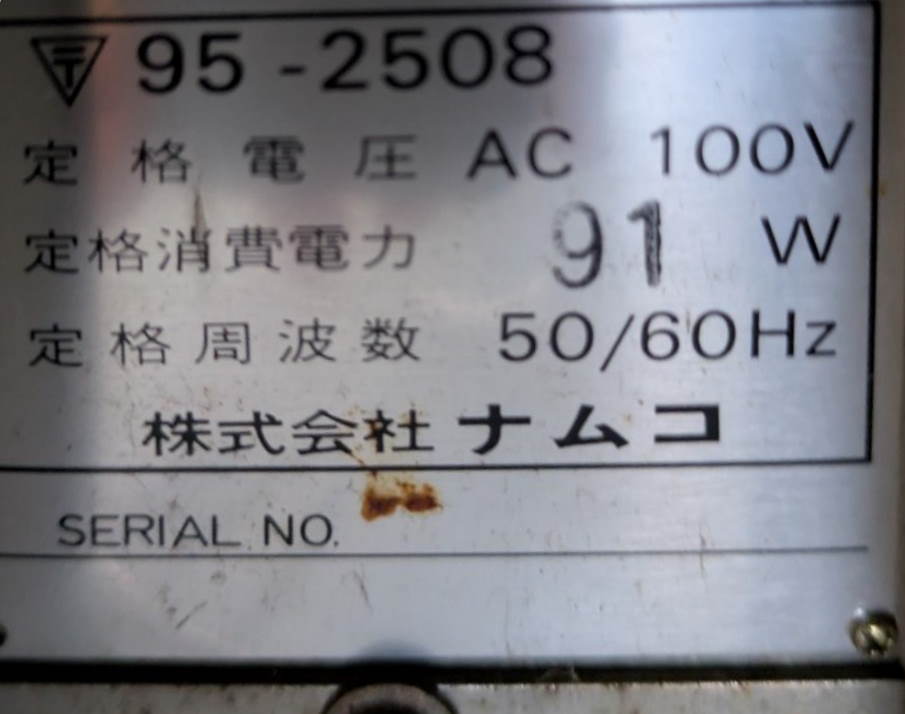 〒 95-2508
定格電圧 AC 100V
定格消費電力 91 W
定格周波数 50/60Hz
株式会社ナムコ
SERIAL NO.